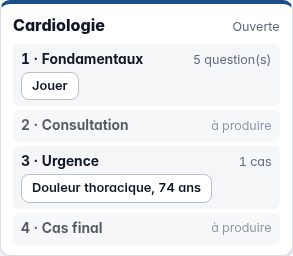 Cardiologie Ouverte
1 · Fondamentaux 5 question(s)
Jouer
2 · Consultation à produire
3 · Urgence 1 cas
Douleur thoracique, 74 ans
4 · Cas final à produire